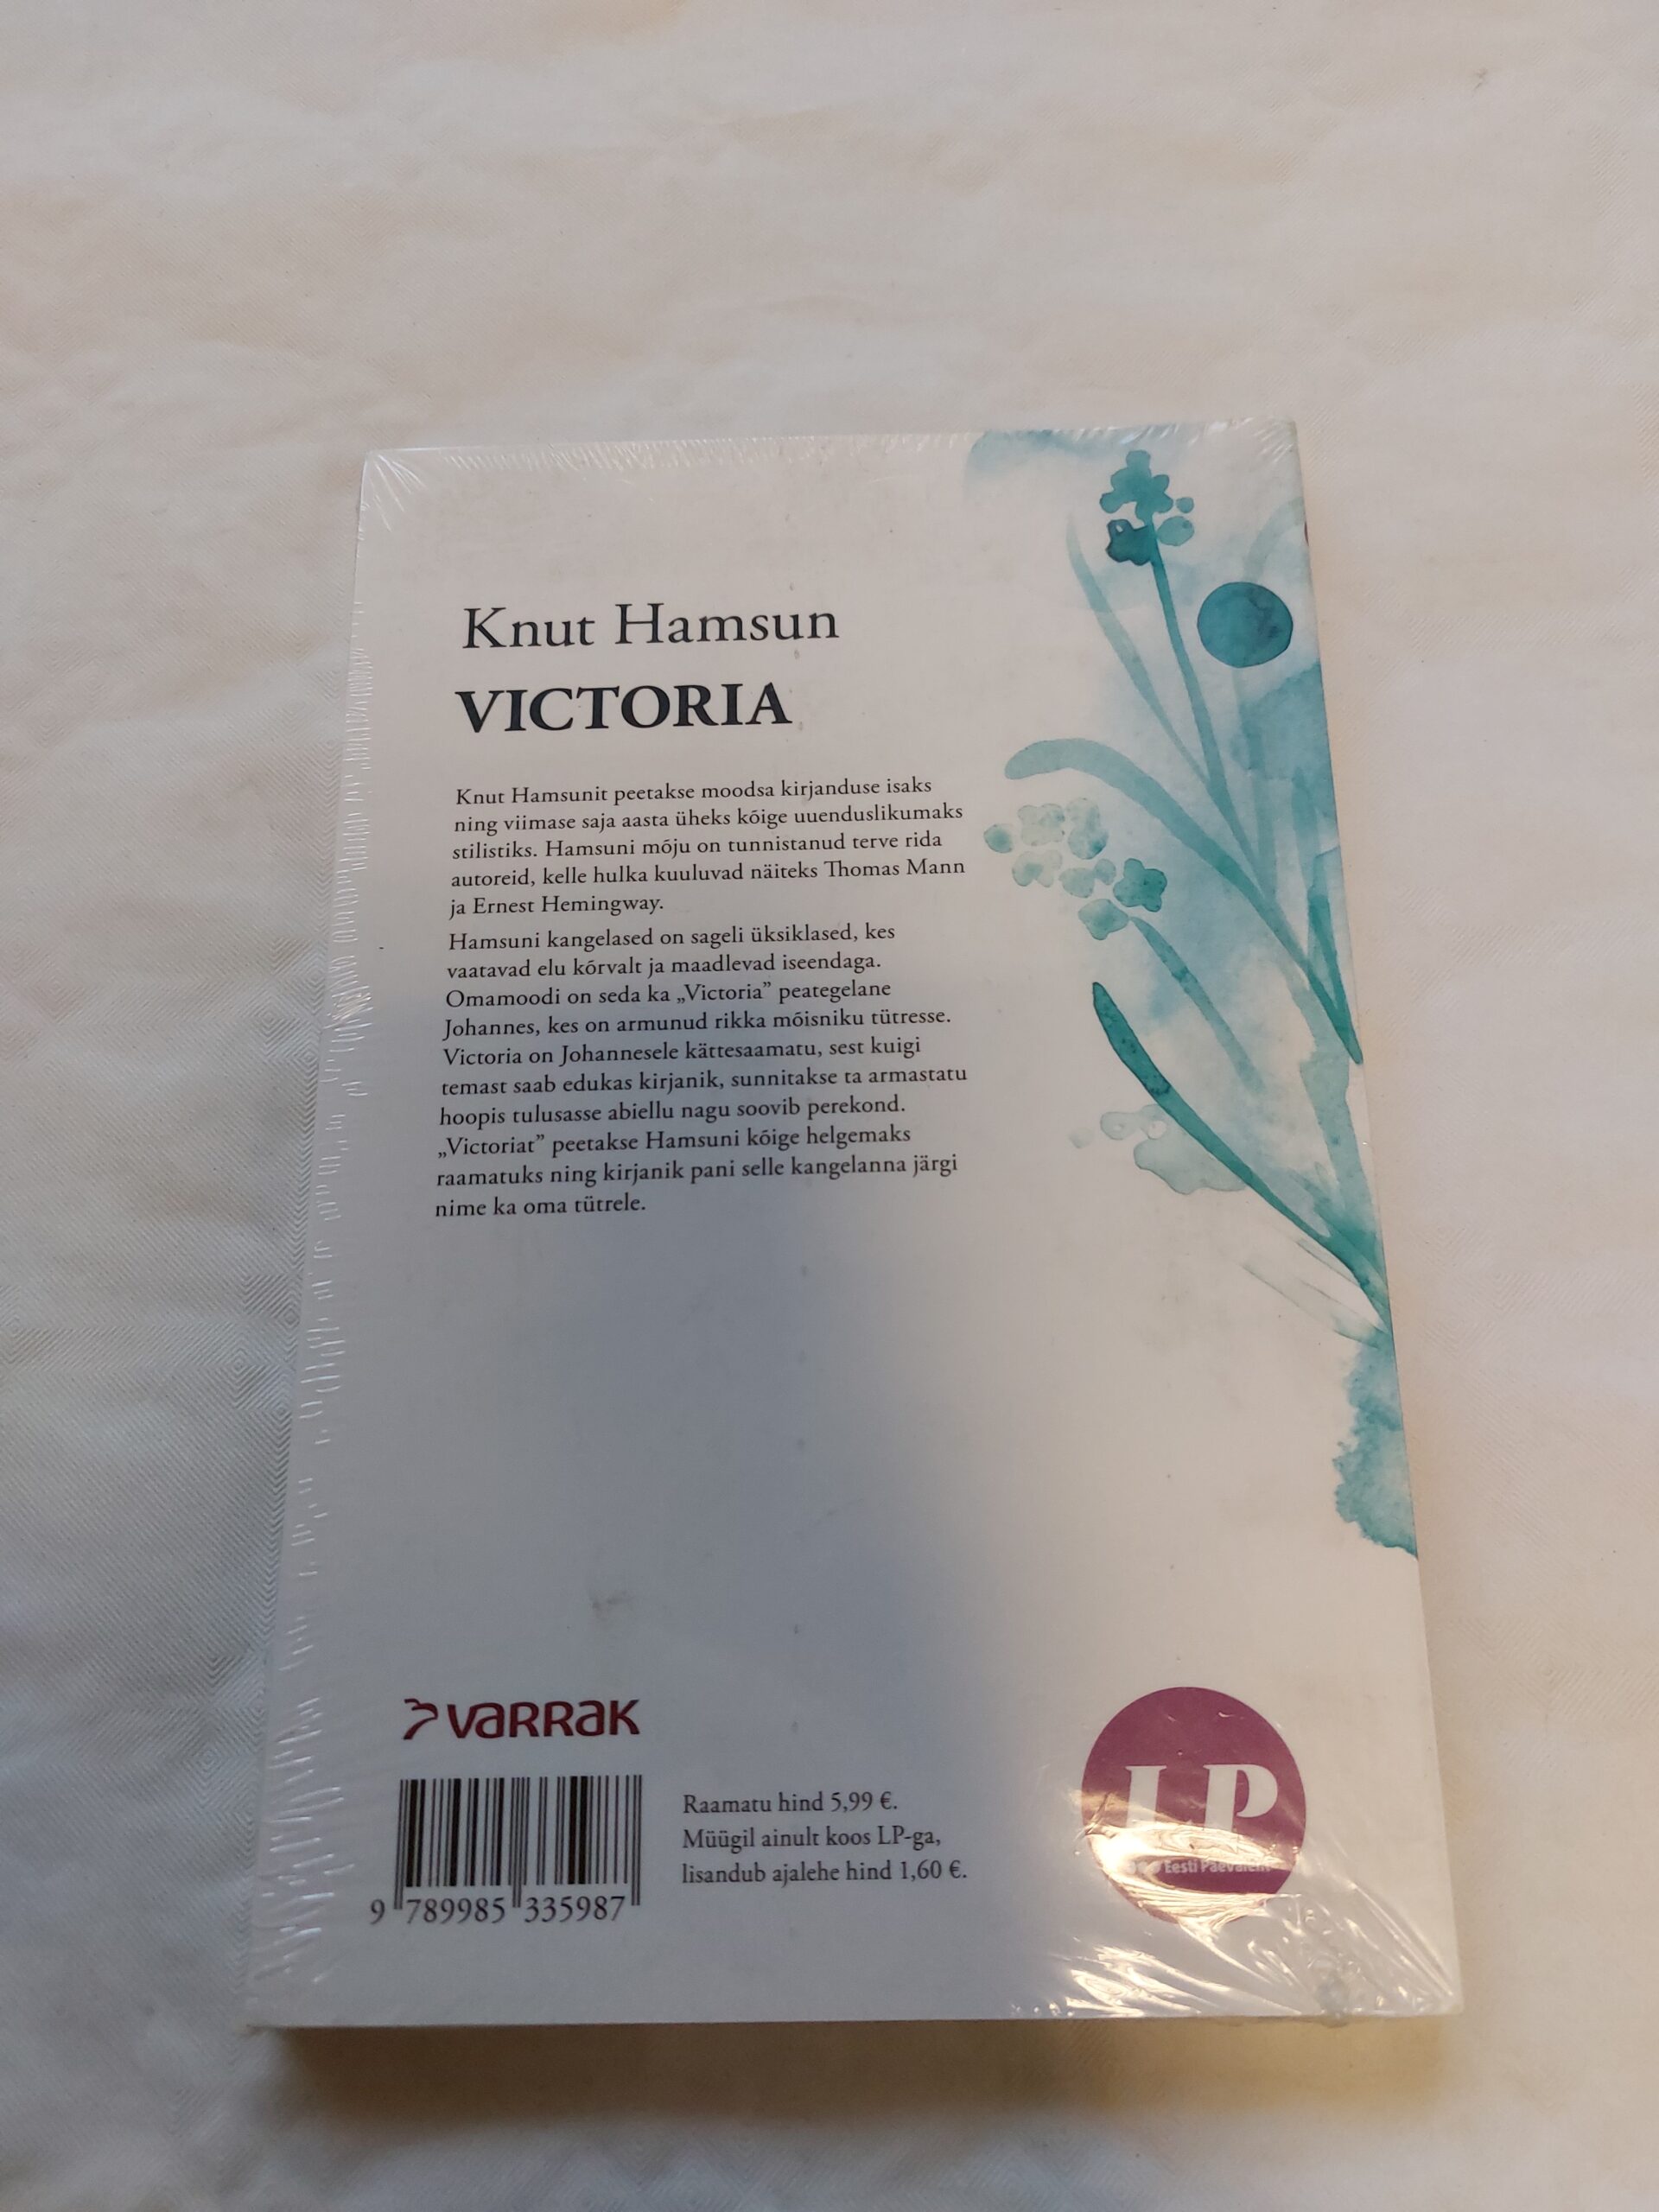 Knut Hamsun
VICTORIA
Knut Hamsunit peetakse moodsa kirjanduse isaks
ning viimase saja aasta üheks kõige uuenduslikumaks
stilistiks. Hamsuni mõju on tunnistanud terve rida
autoreid, kelle hulka kuuluvad näiteks Thomas Mann
ja Ernest Hemingway.
Hamsuni kangelased on sageli üksiklased, kes
vaatavad elu kõrvalt ja maadlevad iseendaga.
Omamoodi on seda ka „Victoria” peategelane
Johannes, kes on armunud rikka mõisniku tütresse.
Victoria on Johannesele kättesaamatu, sest kuigi
temast saab edukas kirjanik, sunnitakse ta armastatu
hoopis tulusasse abiellu nagu soovib perekond.
„Victoriat” peetakse Hamsuni kõige helgemaks
raamatuks ning kirjanik pani selle kangelanna järgi
nime ka oma tütrele.
varrak
9 789985 335987
Raamatu hind 5,99 €.
Müügil ainult koos LP-ga,
lisandub ajalehe hind 1,60 €.
LP
Eesti Päevaleht